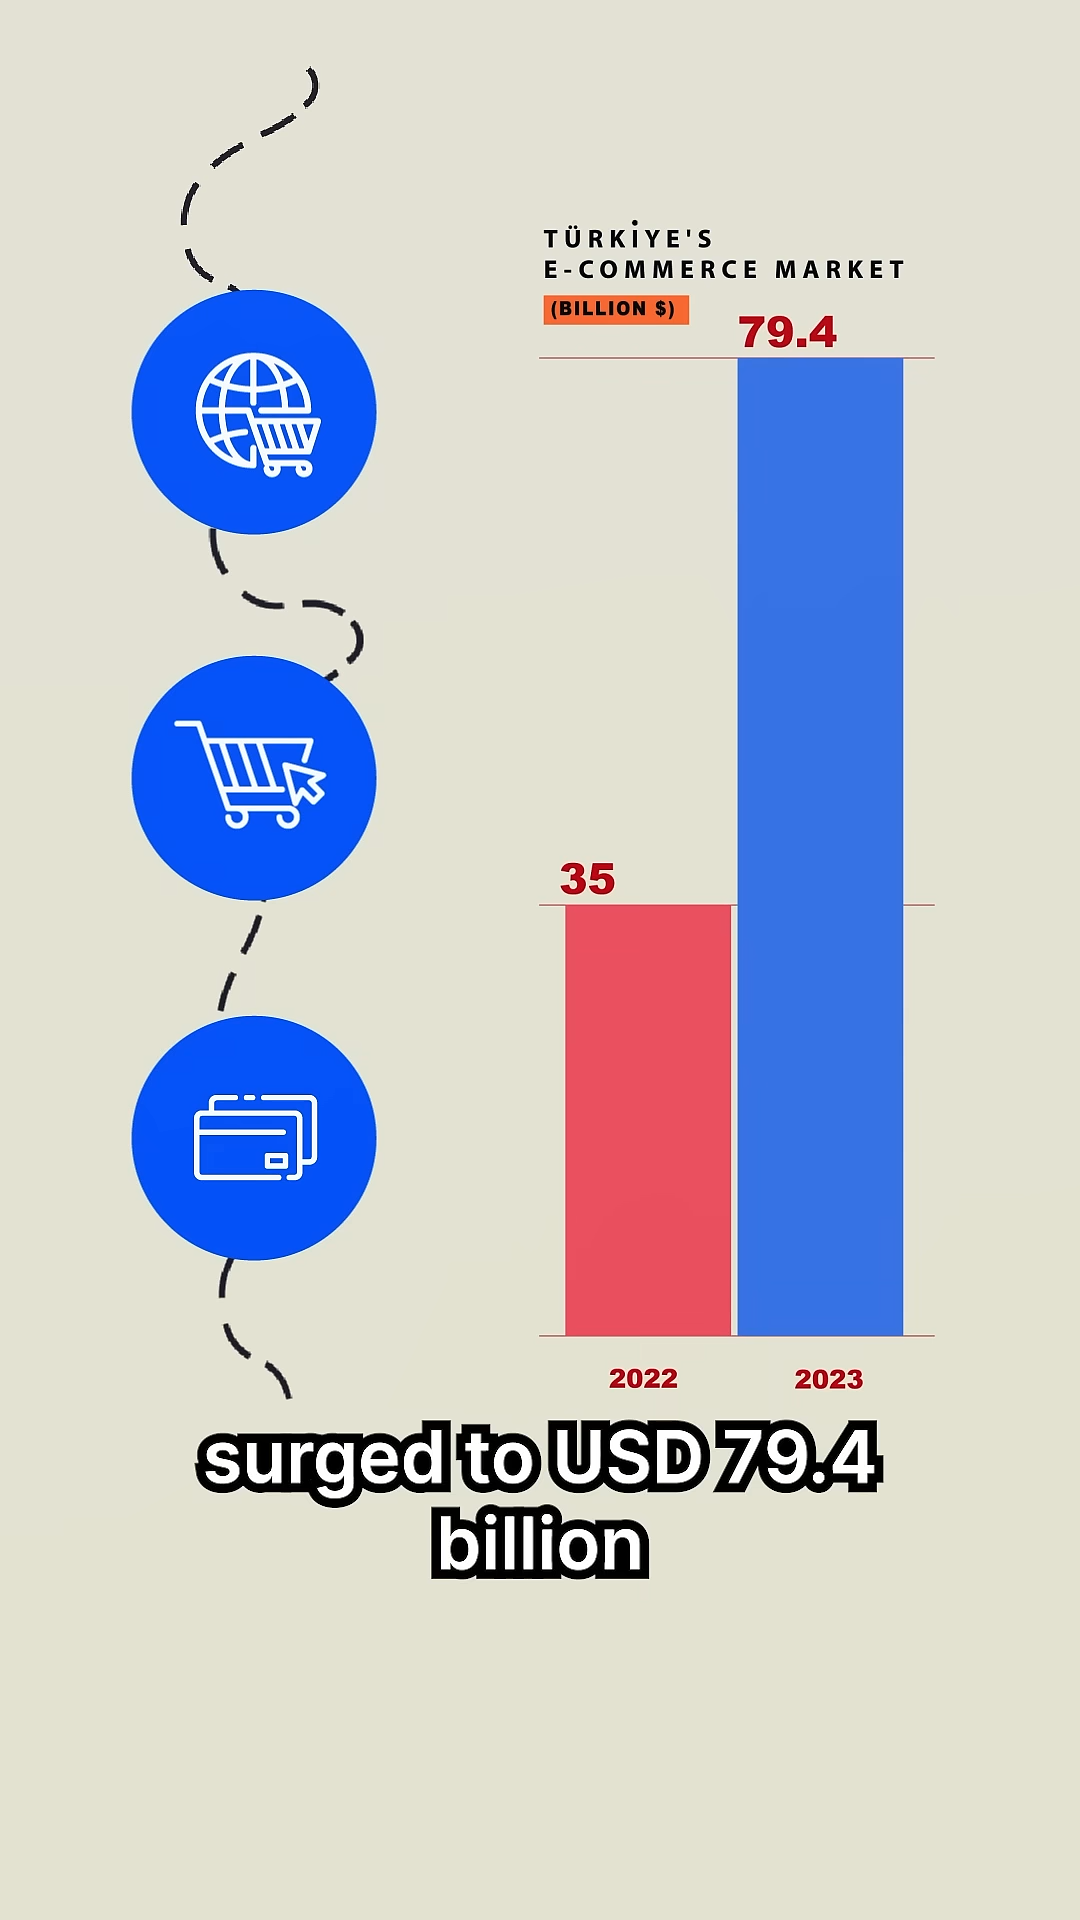 TÜRKİYE'S
E-COMMERCE MARKET
(BILLION $)
79.4
35
2022
2023
surged to USD 79.4
billion